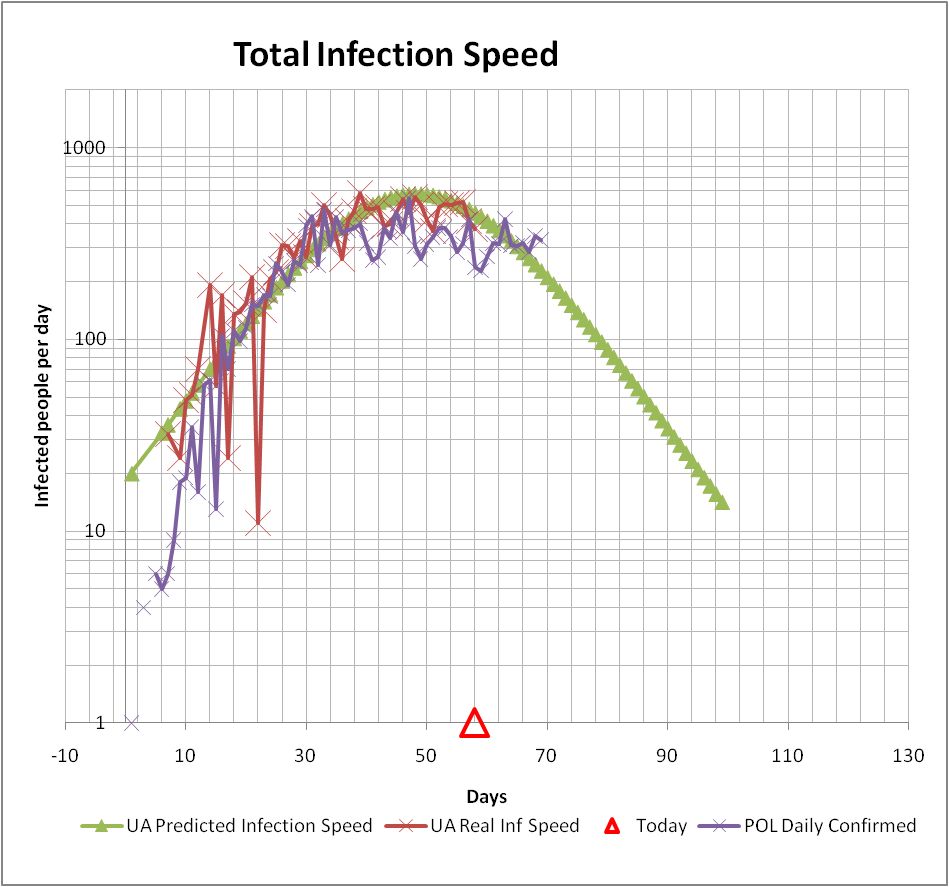 Total Infection Speed
Infected people per day
1000
100
10
1
-10 10 30 50 70 90 110 130
Days
UA Predicted Infection Speed UA Real Inf Speed Today POL Daily Confirmed